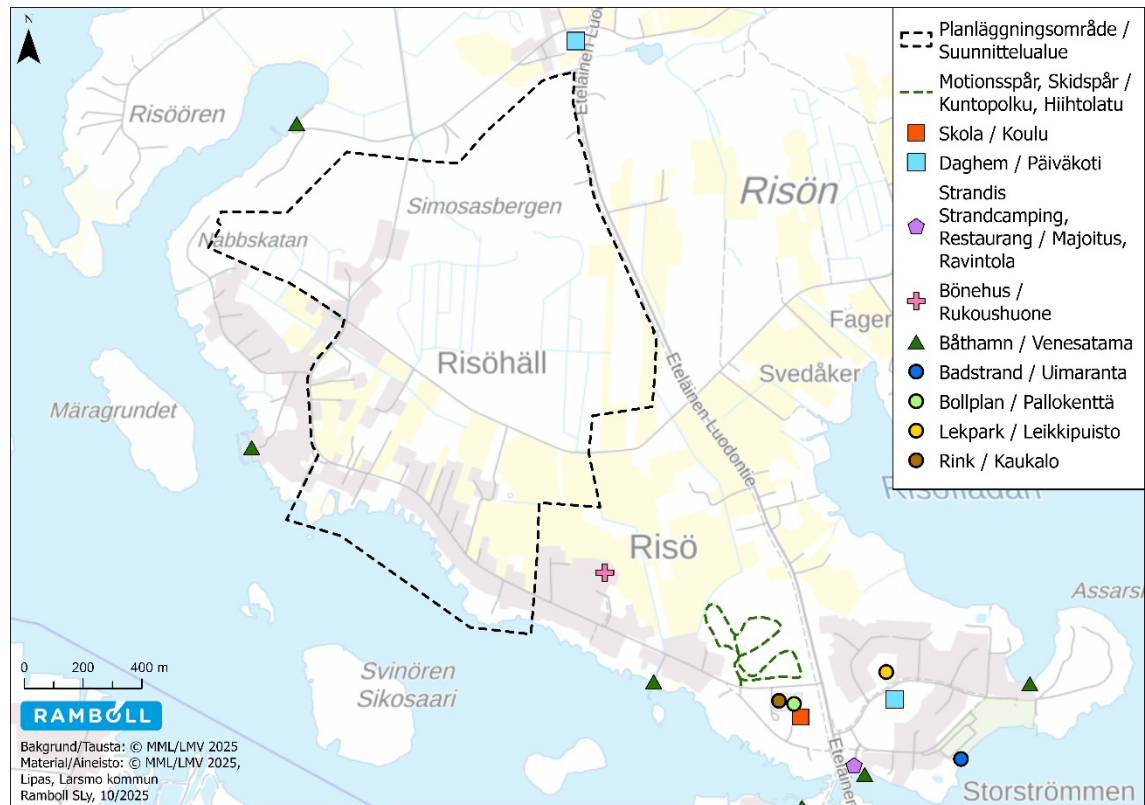 N
Risöören
Nabbskatan
Simosasbergen
Eteläinen-Luo
Risön
Risöhäll
Märagrundet
Fager
Svedåker
Eteläinen-Luodontie
Risö
Svinören
Sikosaari
Assars
Eteläinen
Storströmmen
0 200 400 m
RAMBOLL
Bakgrund/Tausta: © MML/LMV 2025
Material/Aineisto: © MML/LMV 2025,
Lipas, Larsmo kommun
Ramboll SLy, 10/2025
Planläggningsområde /
Suunnittelualue
Motionsspår, Skidspår /
Kuntopolku, Hiihtolatu
Skola / Koulu
Daghem / Päiväkoti
Strandis
Strandcamping,
Restaurang / Majoitus,
Ravintola
Bönehus /
Rukoushuone
Båthamn / Venesatama
Badstrand / Uimaranta
Bollplan / Pallokenttä
Lekpark / Leikkipuisto
Rink / Kaukalo